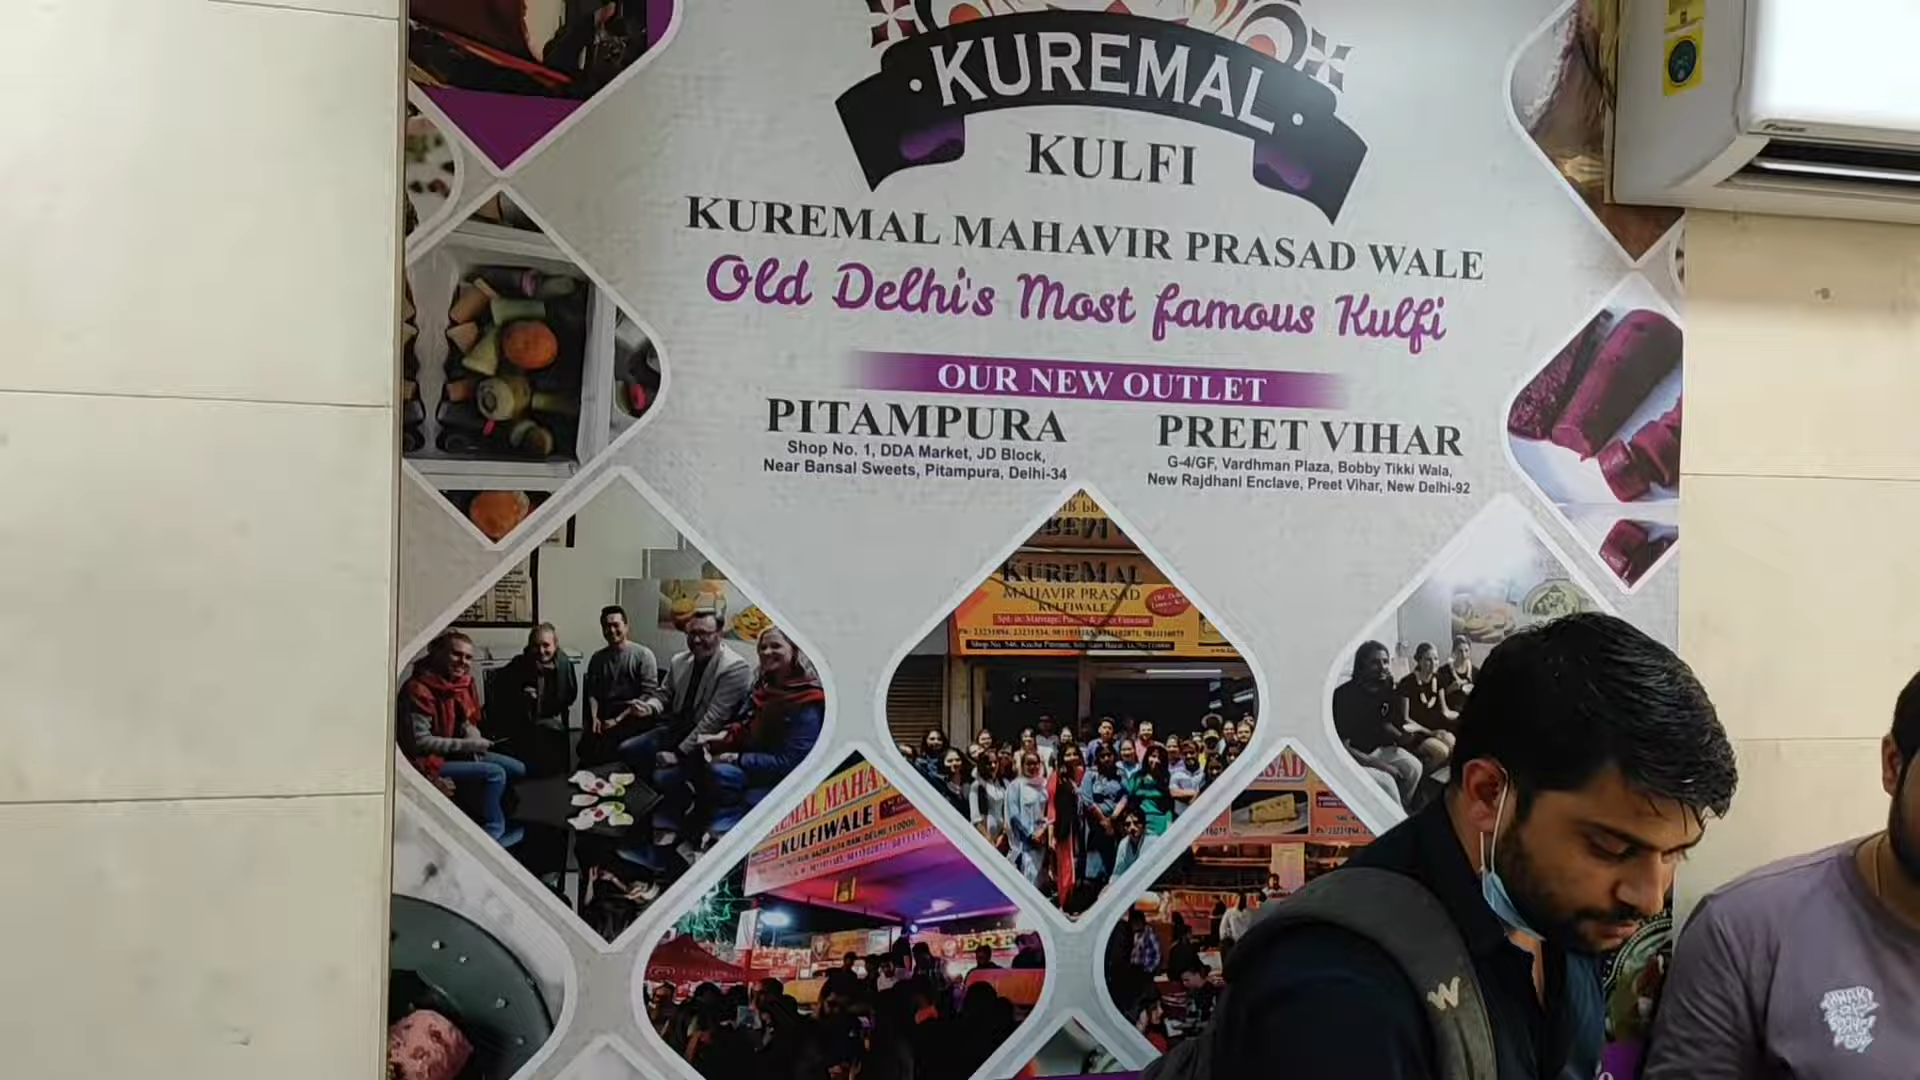 KUREMAL
KULFI
KUREMAL MAHAVIR PRASAD WALE
Old Delhi's Most famous Kulfi
OUR NEW OUTLET
PITAMPURA
Shop No. 1, DDA Market, JD Block,
Near Bansal Sweets, Pitampura, Delhi-34
PREET VIHAR
G-4/GF, Vardhman Plaza, Bobby Tikki Wala,
New Rajdhani Enclave, Preet Vihar, New Delhi-92
KUREMAL
MAHAVIR PRASAD
KULFIWALE
KULFIWALE